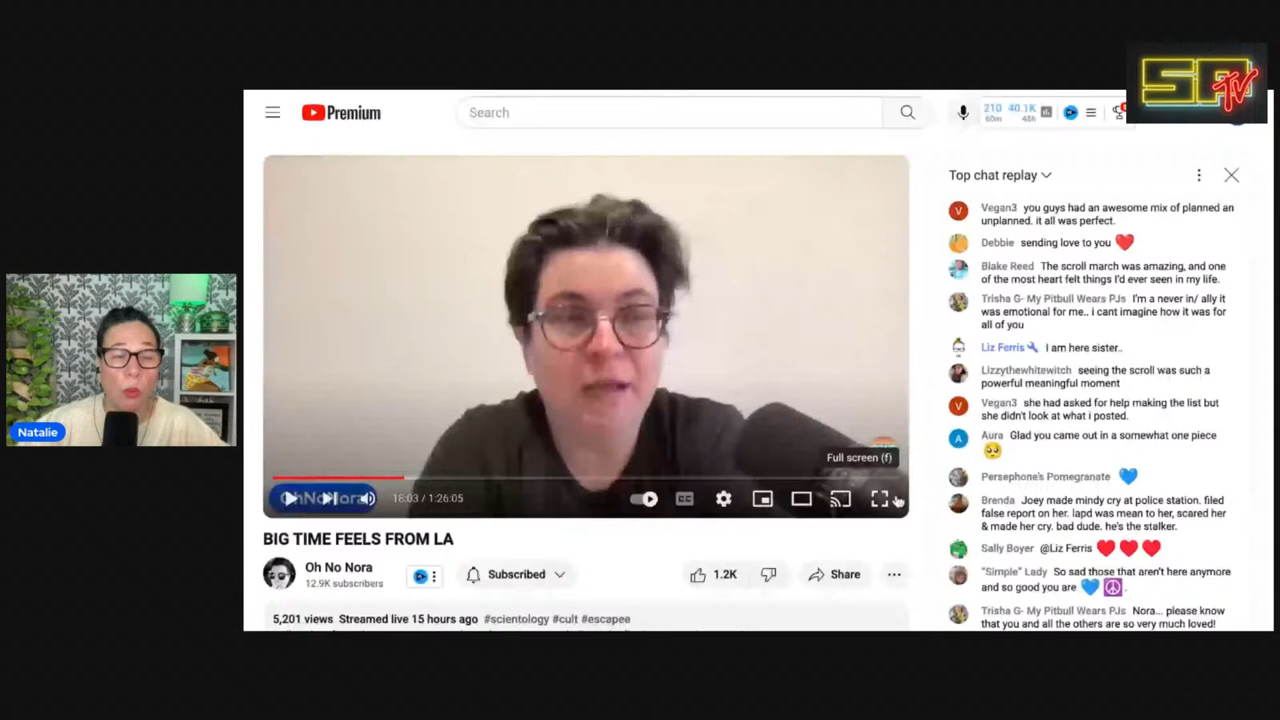 SPTV
Premium
Search
210 40.1K
60m 48h
Top chat replay
Vegan3 you guys had an awesome mix of planned an
unplanned. it all was perfect.
Debbie sending love to you
Blake Reed The scroll march was amazing, and one
of the most heart felt things I'd ever seen in my life.
Trisha G- My Pitbull Wears PJs I'm a never in/ ally it
was emotional for me.. i cant imagine how it was for
all of you
Liz Ferris I am here sister..
Lizzythewhitewitch seeing the scroll was such a
powerful meaningful moment
Vegan3 she had asked for help making the list but
she didn't look at what i posted.
Aura Glad you came out in a somewhat one piece
Persephone's Pomegranate
Brenda Joey made mindy cry at police station. filed
false report on her. lapd was mean to her, scared her
& made her cry. bad dude. he's the stalker.
Sally Boyer @Liz Ferris
"Simple" Lady So sad those that aren't here anymore
and so good you are
Trisha G- My Pitbull Wears PJs Nora... please know
that you and all the others are so very much loved!
Natalie
Full screen (f)
OhNoNora
18:03 / 1:26:05
CC
BIG TIME FEELS FROM LA
Oh No Nora
12.9K subscribers
Subscribed
1.2K
Share
5,201 views Streamed live 15 hours ago #scientology #cult #escapee